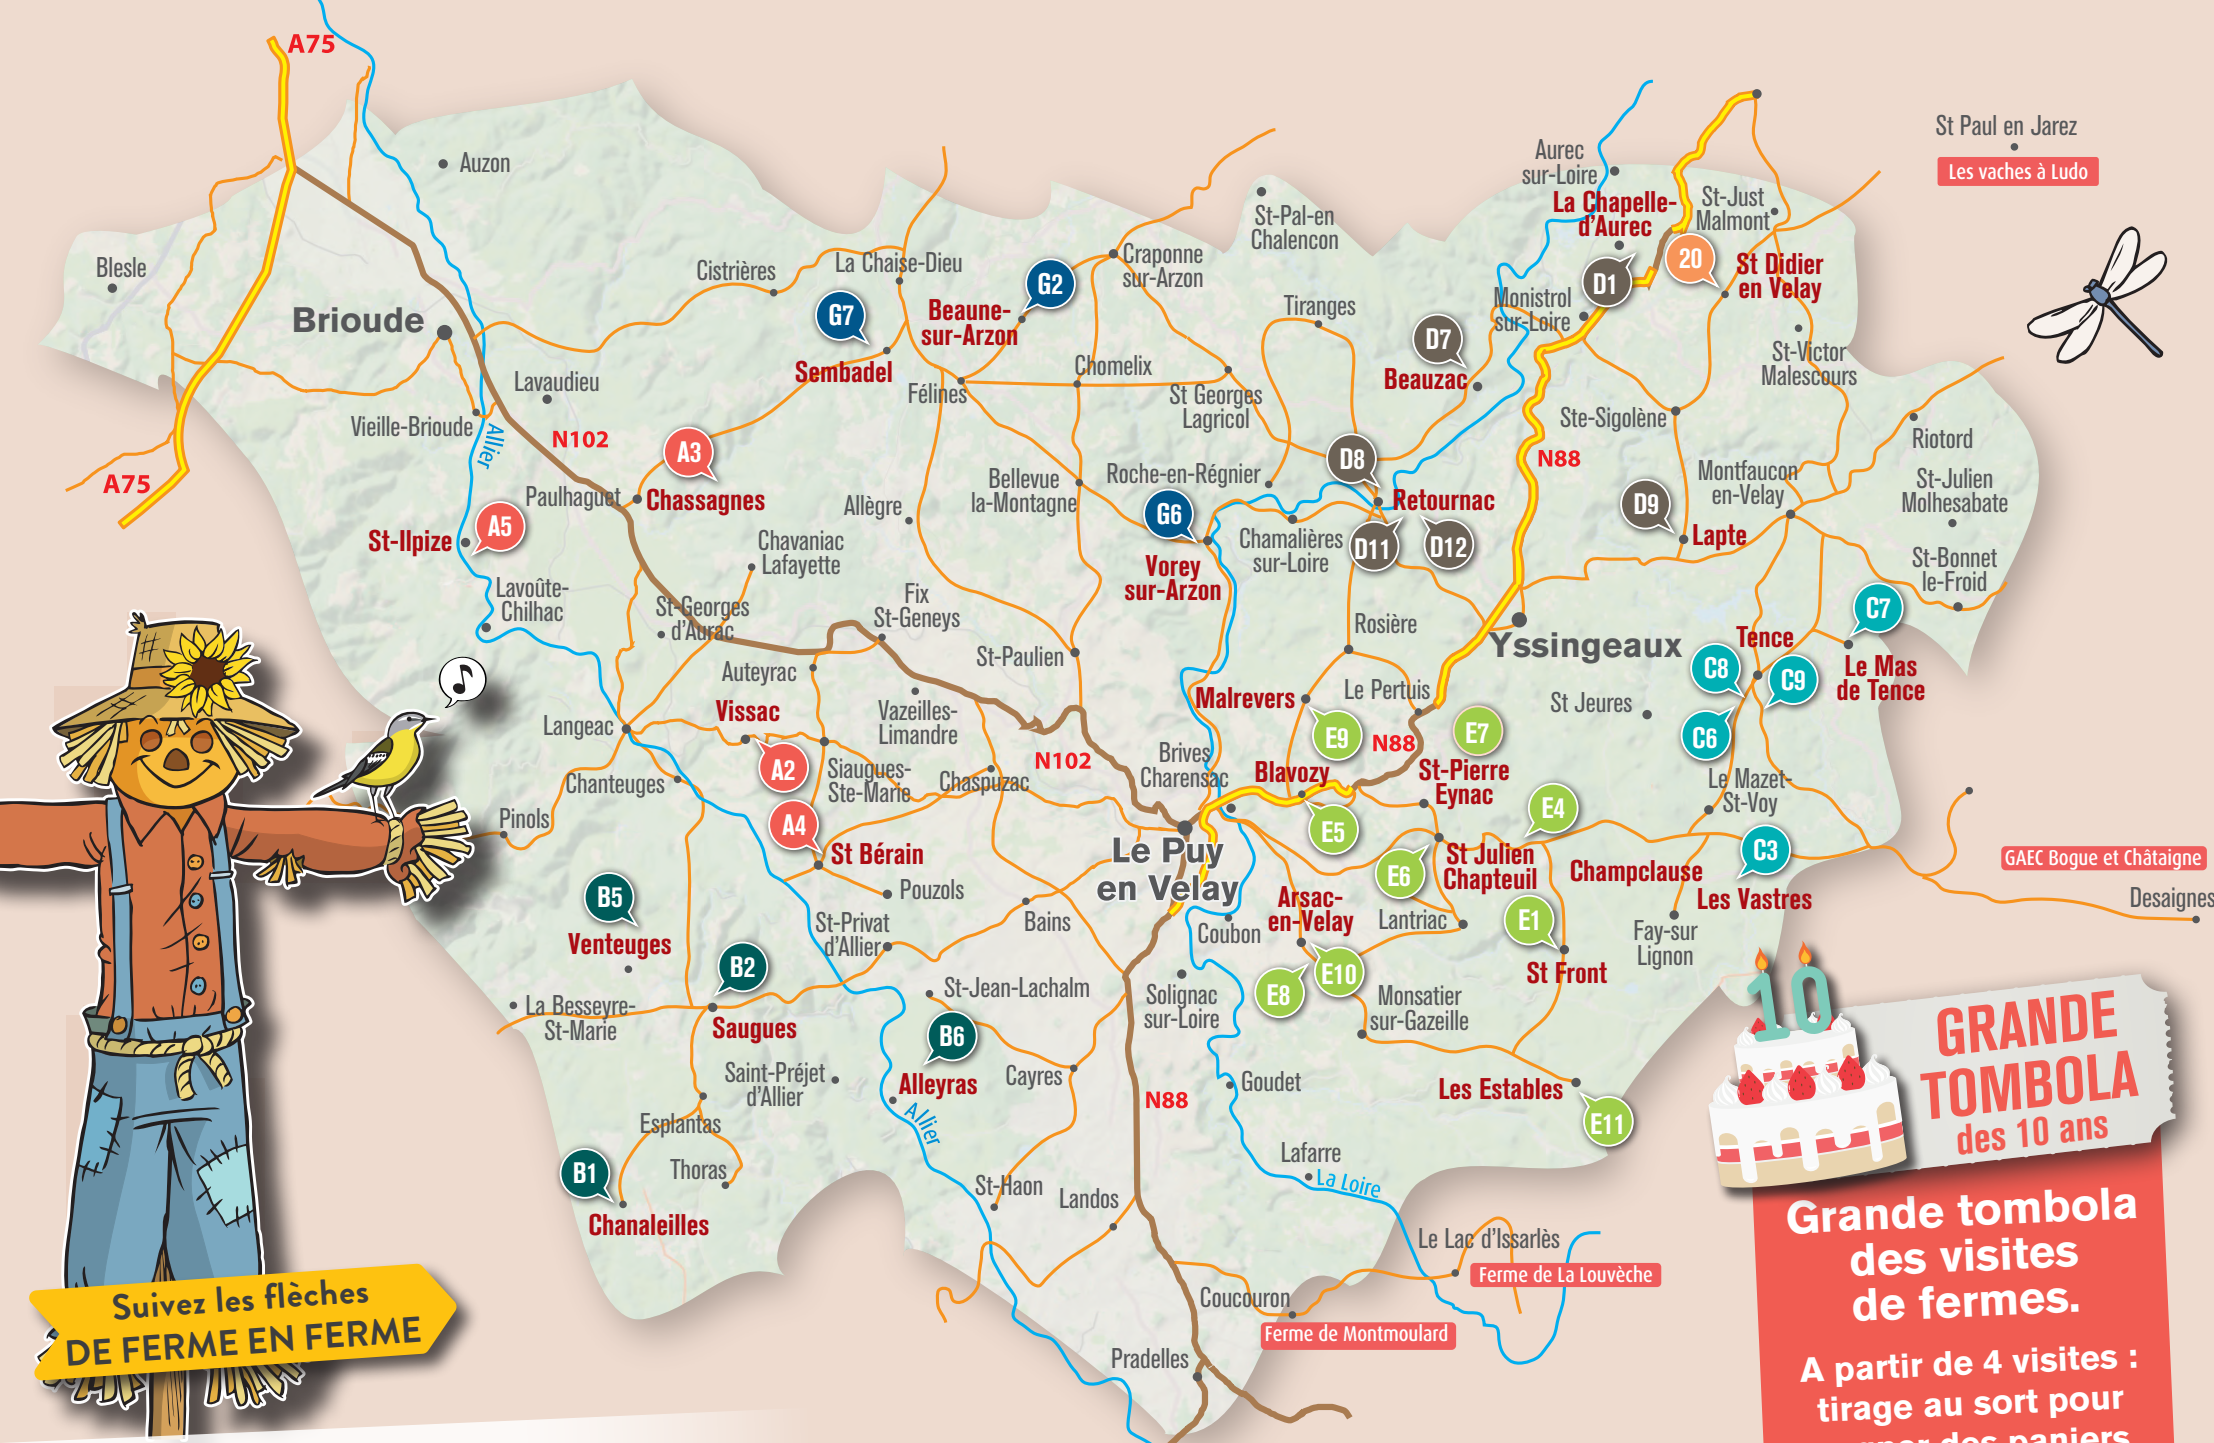 A75
St Paul en Jarez
Les vaches à Ludo
Auzon
Aurec
sur-Loire
La Chapelle-
d'Aurec
St-Just
Malmont
St-Pal-en
Chalencon
Craponne
sur-Arzon
Blesle
Cistrières
La Chaise-Dieu
G2
20
St Didier
en Velay
D1
Brioude
G7
Beaune-
sur-Arzon
Tiranges
Monistrol
sur-Loire
D7
Sembadel
Chomelix
Beauzac
St-Victor
Malescours
Lavaudieu
Félines
St Georges
Lagricol
Ste-Sigolène
Vieille-Brioude
Allier
N102
A3
D8
N88
Riotord
A75
Paulhaguet
Chassagnes
Bellevue
la-Montagne
Roche-en-Régnier
Retournac
Montfaucon
en-Velay
St-Julien
Molhesabate
A5
St-Ilpize
Allègre
G6
D9
Lapte
Chavaniac
Lafayette
Vorey
sur-Arzon
Chamalières
sur-Loire
D11
D12
St-Bonnet
le-Froid
Lavoûte-
Chilhac
St-Georges
d'Aurac
Fix
St-Geneys
C7
Rosière
Yssingeaux
Tence
St-Paulien
Auteyrac
C8
C9
Le Mas
de Tence
Malrevers
Le Pertuis
St Jeures
Vissac
Vazeilles-
Limandre
Langeac
E9
N88
E7
C6
A2
N102
Brives
Charensac
Blavozy
St-Pierre
Eynac
Chanteuges
Siaugues-
Ste-Marie
Chaspuzac
Le Mazet-
St-Voy
Pinols
A4
E5
E4
St Bérain
Le Puy
en Velay
E6
St Julien
Chapteuil
Champclause
C3
Les Vastres
GAEC Bogue et Châtaigne
Desaignes
B5
Pouzols
Venteuges
St-Privat
d'Allier
Bains
Coubon
Arsac-
en-Velay
Lantriac
E1
St Front
Fay-sur
Lignon
B2
E8
E10
La Besseyre-
St-Marie
Saugues
St-Jean-Lachalm
Solignac
sur-Loire
Monsatier
sur-Gazeille
B6
Alleyras
Saint-Préjet
d'Allier
Cayres
Goudet
Les Estables
E11
Allier
N88
Esplantas
Thoras
B1
Chanaleilles
Lafarre
La Loire
St-Haon
Landos
Le Lac d'Issarlès
Ferme de La Louvèche
Coucouron
Ferme de Montmoulard
Pradelles
Suivez les flèches
DE FERME EN FERME
10
GRANDE
TOMBOLA
des 10 ans
Grande tombola
des visites
de fermes.
A partir de 4 visites :
tirage au sort pour
des paniers